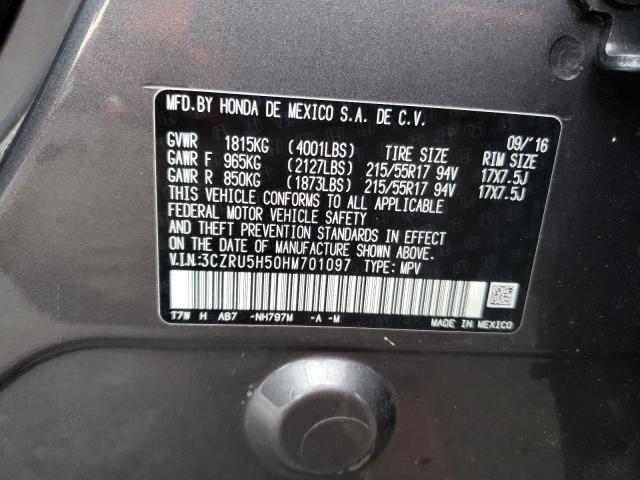 MFD.BY HONDA DE MEXICO S.A. DE C.V.
09/'16
GVWR 1815KG (4001LBS) TIRE SIZE RIM SIZE
GAWR F 965KG (2127LBS) 215/55R17 94V 17X7.5J
GAWR R 850KG (1873LBS) 215/55R17 94V 17X7.5J
THIS VEHICLE CONFORMS TO ALL APPLICABLE
FEDERAL MOTOR VEHICLE SAFETY
AND THEFT PREVENTION STANDARDS IN EFFECT
ON THE DATE OF MANUFACTURE SHOWN ABOVE.
V.I.N:3CZRU5H50HM701097 TYPE: MPV
T7W H AB7 -NH797M -A -M
MADE IN MEXICO